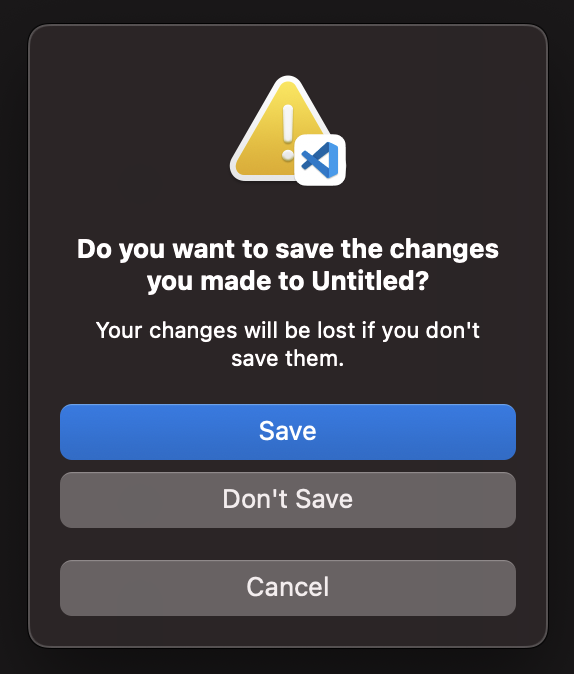 Do you want to save the changes
you made to Untitled?
Your changes will be lost if you don't
save them.
Save
Don't Save
Cancel